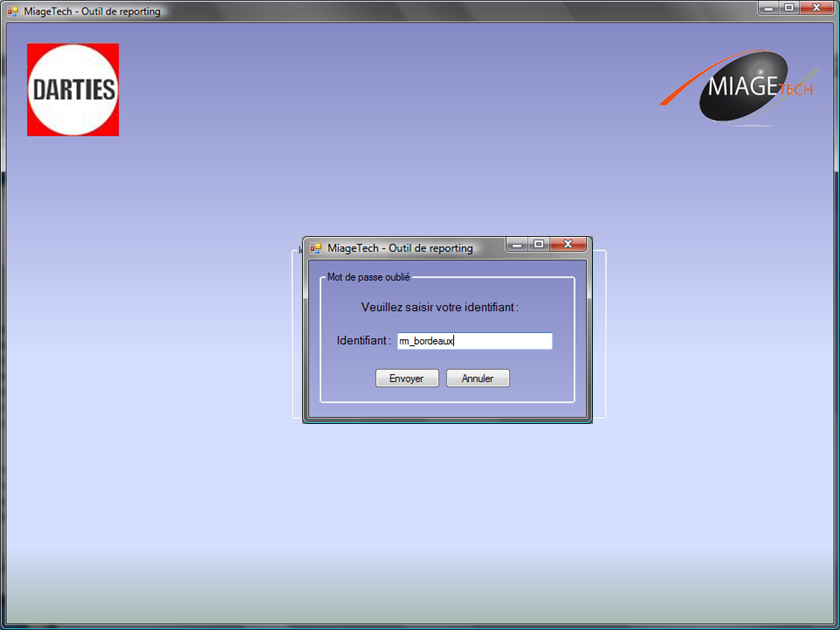 MiageTech - Outil de reporting
DARTIES
MIAGETECH
MiageTech - Outil de reporting
Mot de passe oublié
Veuillez saisir votre identifiant :
Identifiant :
rm_bordeaux
Envoyer
Annuler